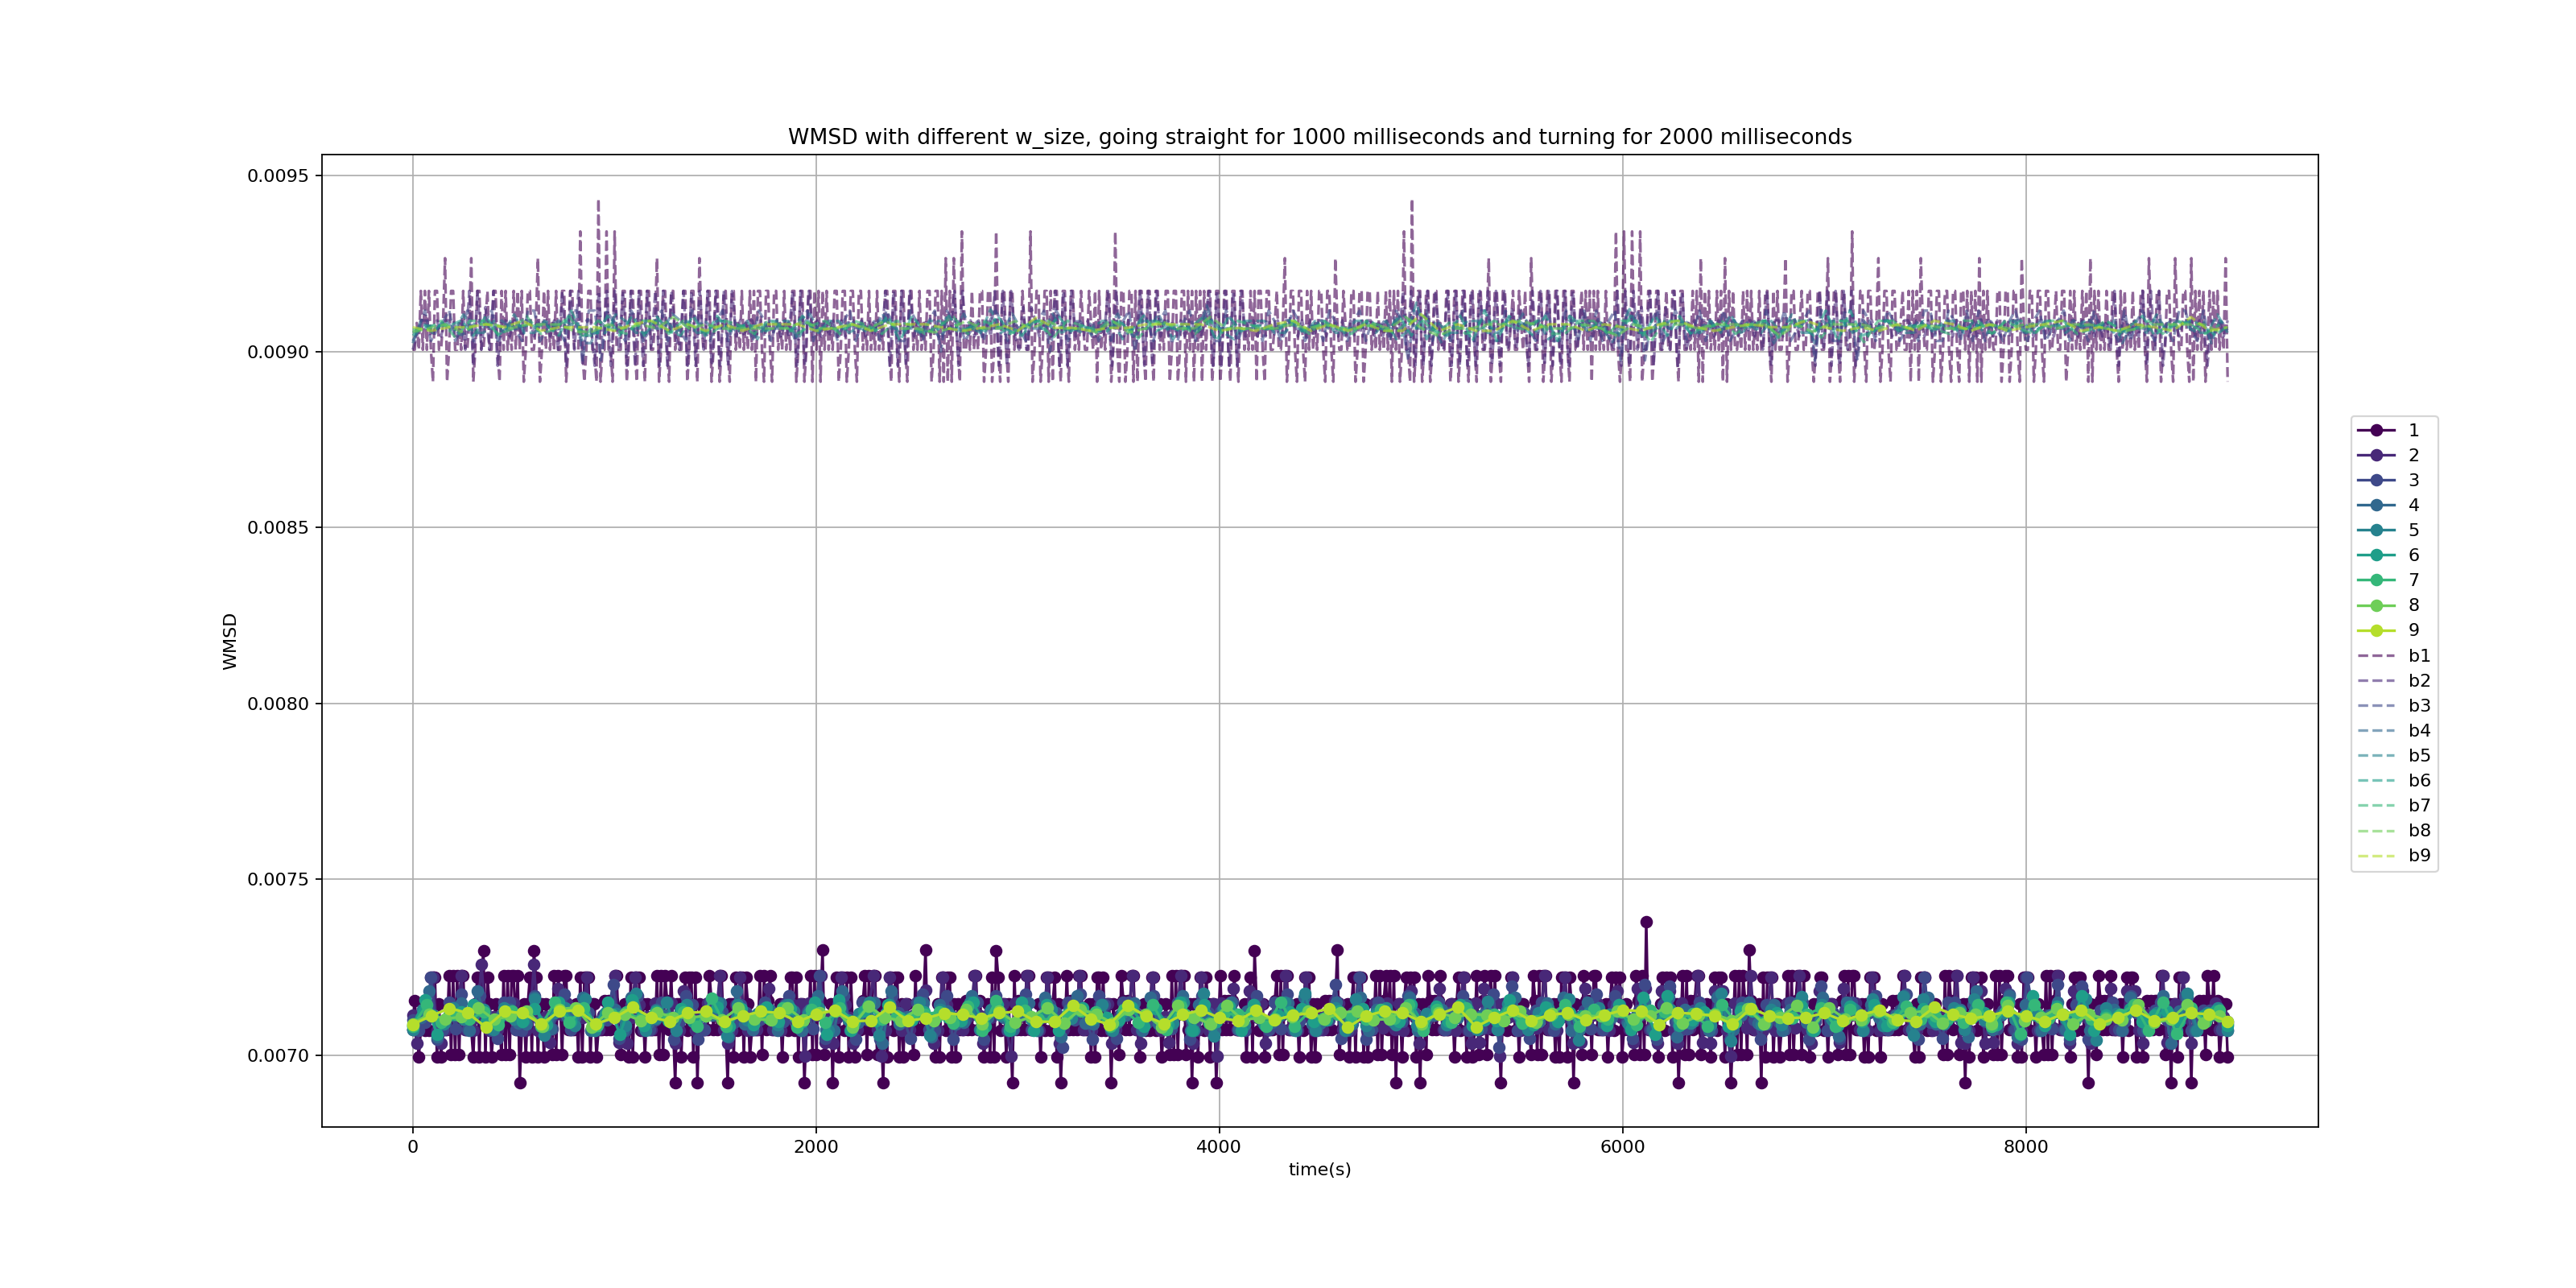 WMSD with different w_size, going straight for 1000 milliseconds and turning for 2000 milliseconds
0.0095
0.0090
0.0085
0.0080
0.0075
0.0070
WMSD
0
2000
4000
6000
8000
time(s)
1
2
3
4
5
6
7
8
9
b1
b2
b3
b4
b5
b6
b7
b8
b9